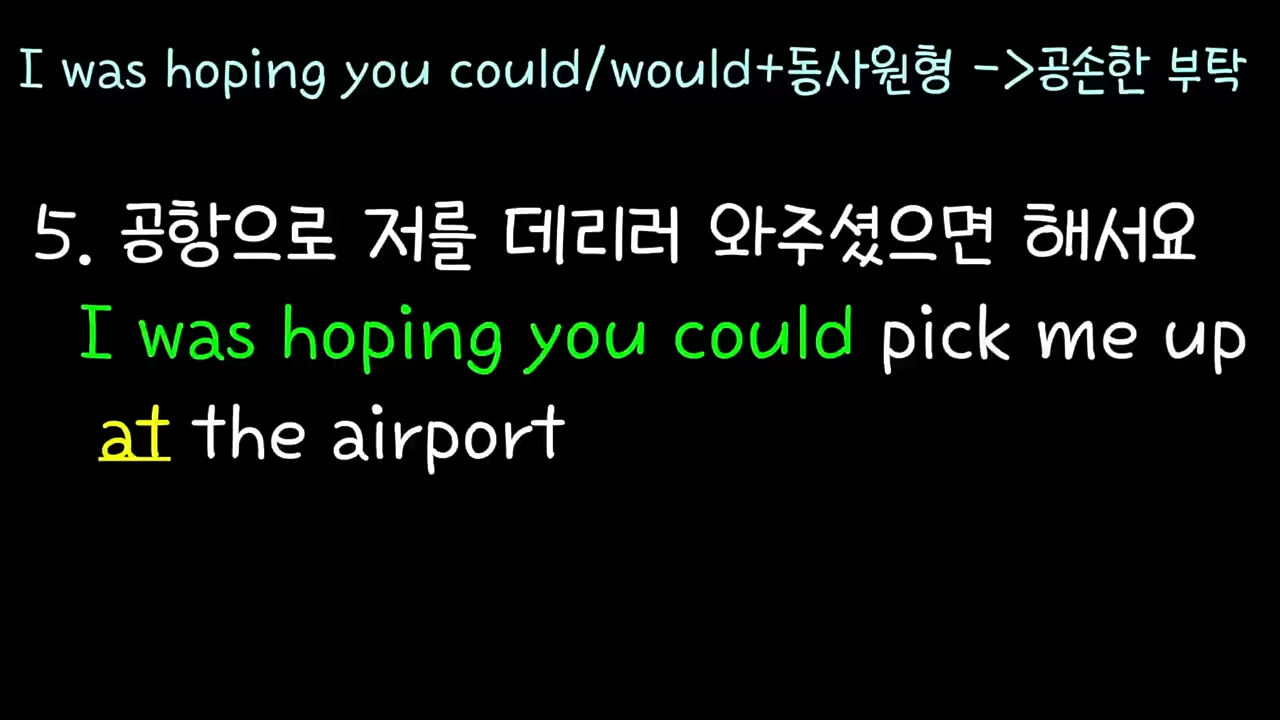 I was hoping you could/would+동사원형 ->공손한 부탁
5. 공항으로 저를 데리러 와주셨으면 해서요
I was hoping you could pick me up
at the airport